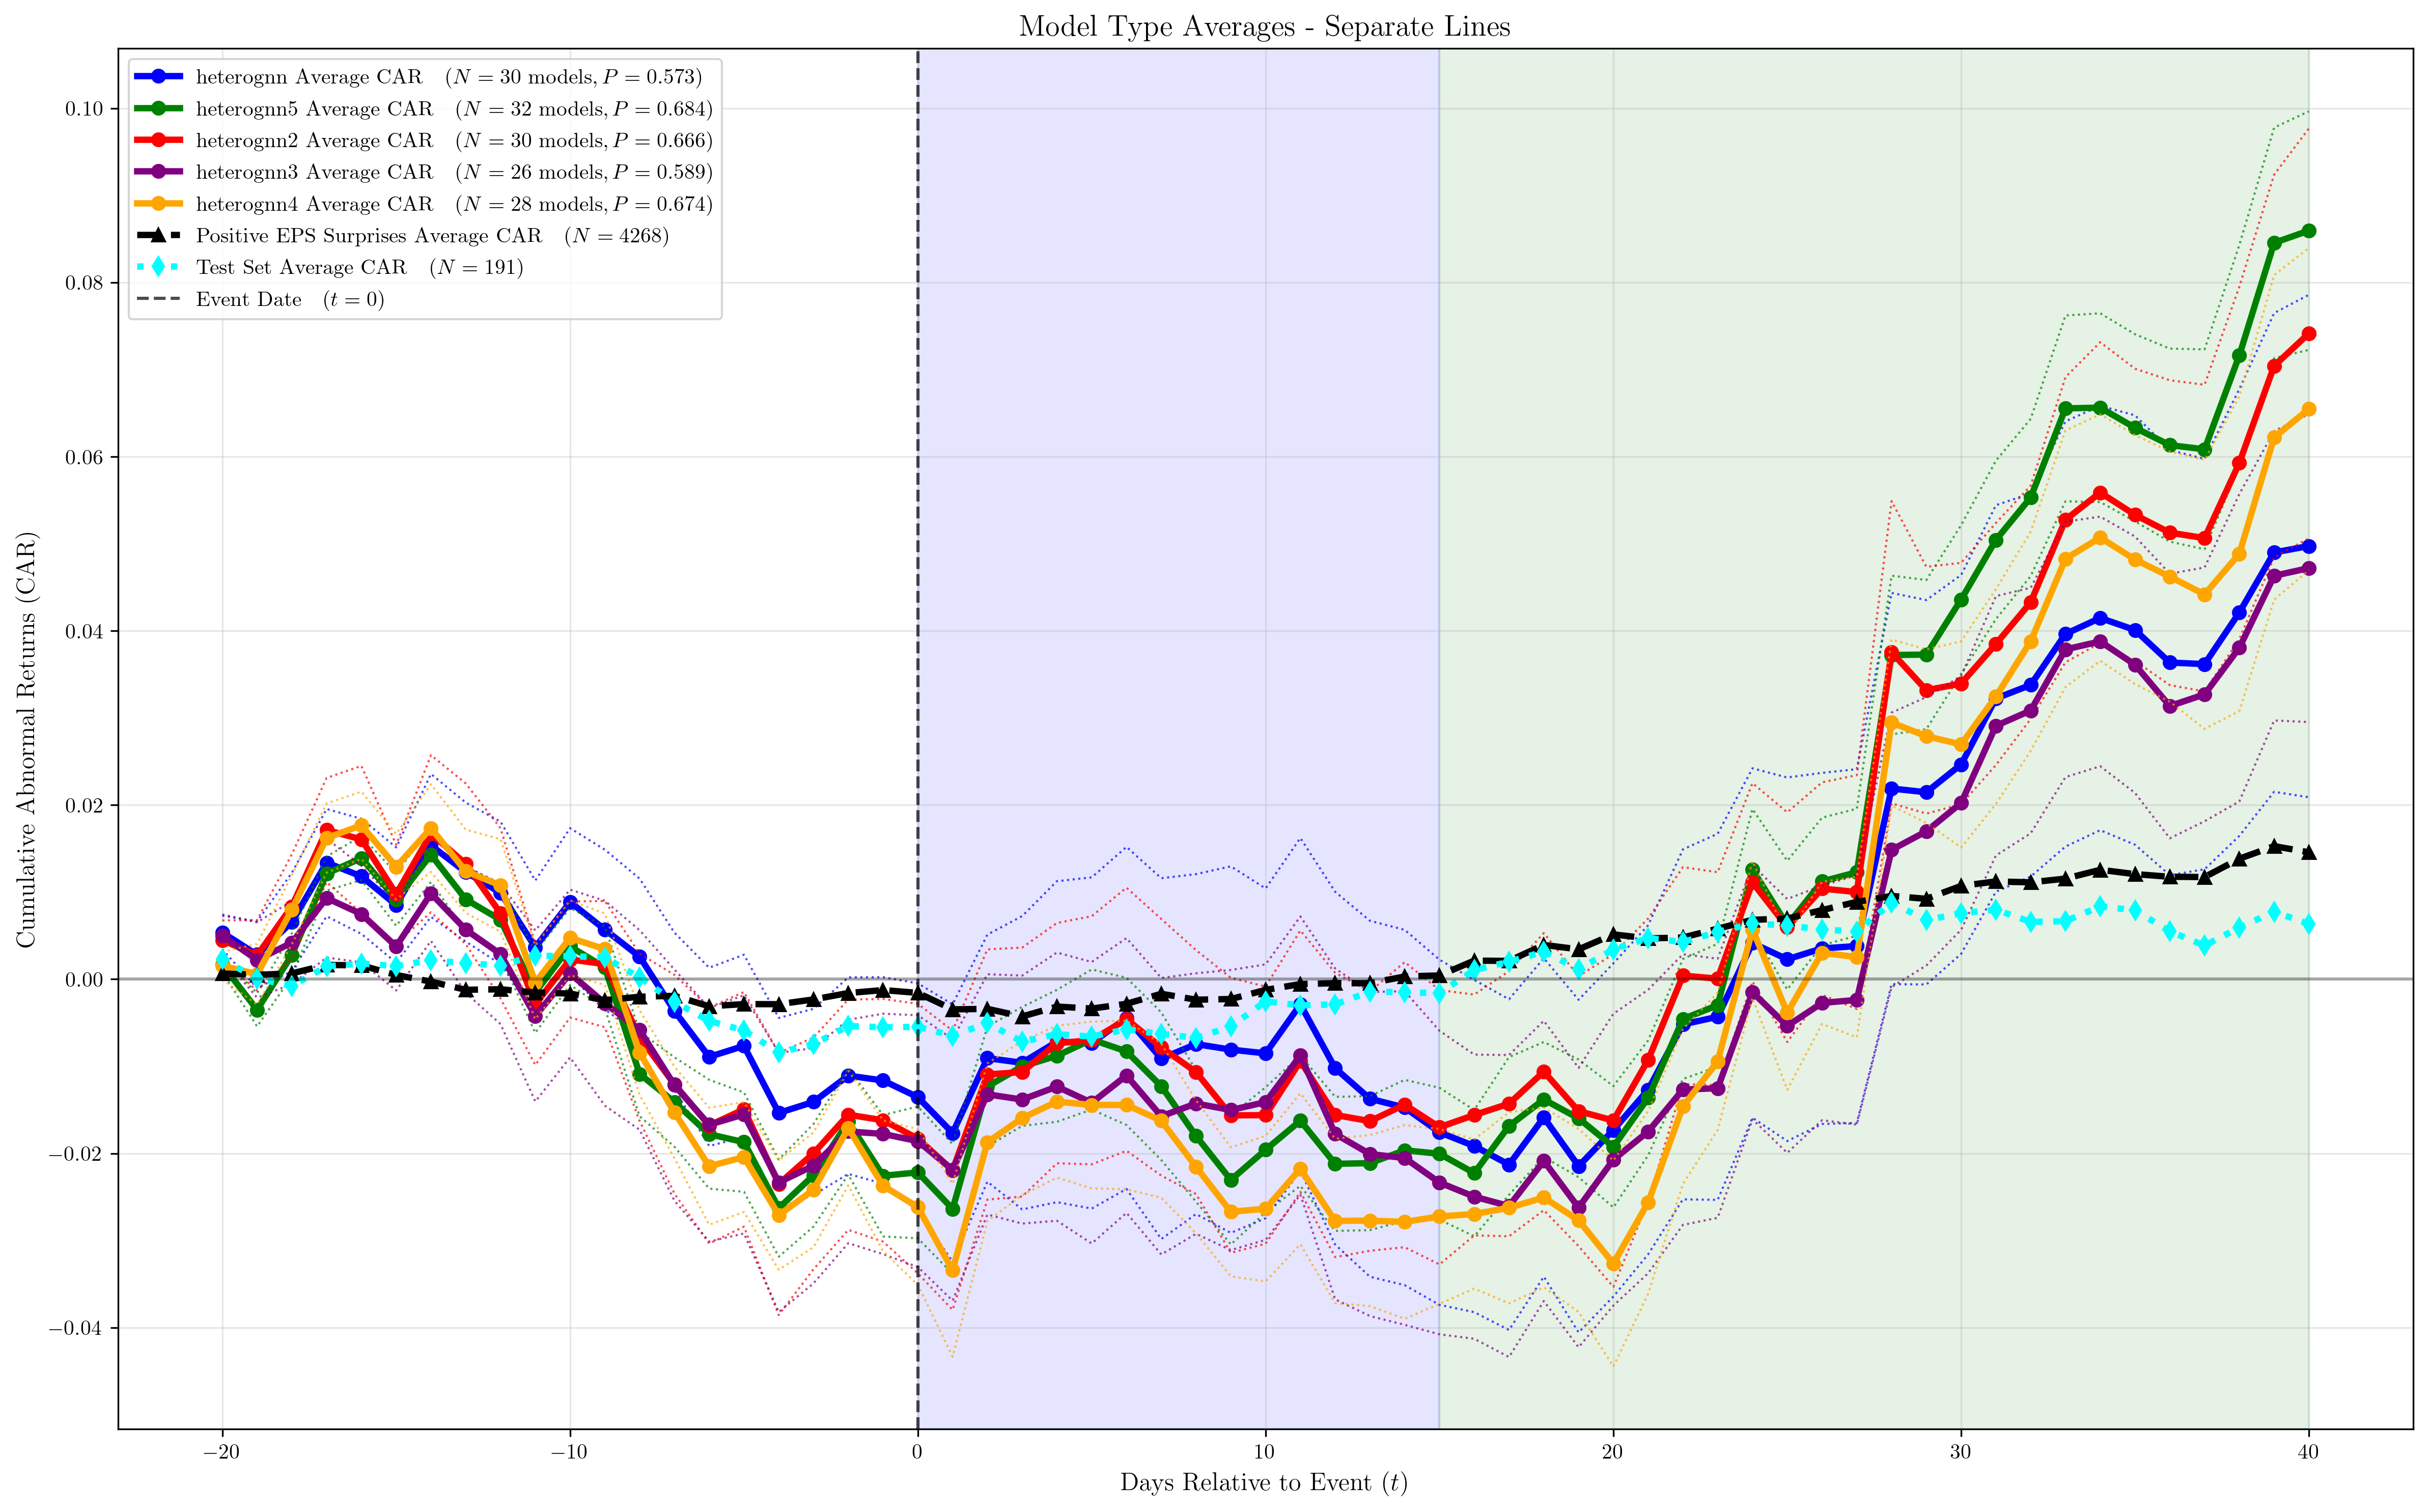 Model Type Averages - Separate Lines
heterognn Average CAR (N = 30 models, P = 0.573)
heterognn5 Average CAR (N = 32 models, P = 0.684)
heterognn2 Average CAR (N = 30 models, P = 0.666)
heterognn3 Average CAR (N = 26 models, P = 0.589)
heterognn4 Average CAR (N = 28 models, P = 0.674)
Positive EPS Surprises Average CAR (N = 4268)
Test Set Average CAR (N = 191)
Event Date (t = 0)
Cumulative Abnormal Returns (CAR)
0.10
0.08
0.06
0.04
0.02
0.00
−0.02
−0.04
−20 −10 0 10 20 30 40
Days Relative to Event (t)